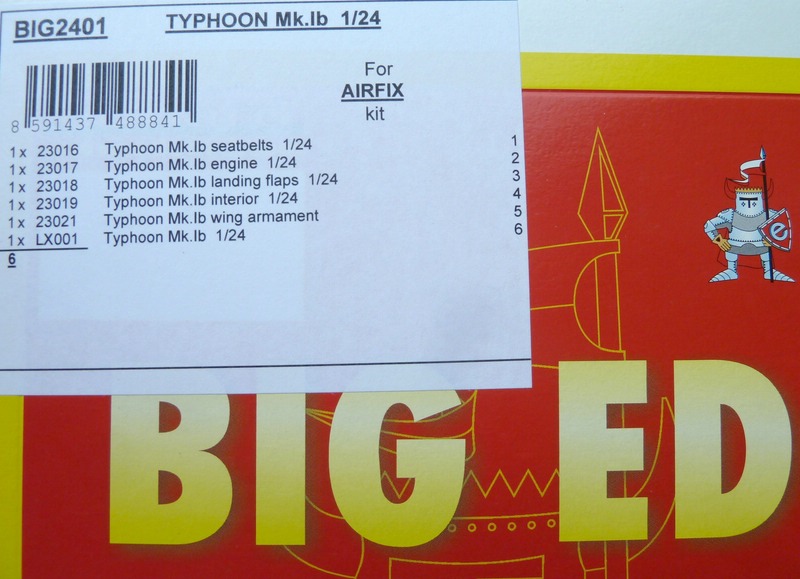 BIG2401 TYPHOON Mk.Ib 1/24
For
AIRFIX
kit
8 591437 488841
1x 23016 Typhoon Mk.Ib seatbelts 1/24 1
1x 23017 Typhoon Mk.Ib engine 1/24 2
1x 23018 Typhoon Mk.Ib landing flaps 1/24 3
1x 23019 Typhoon Mk.Ib interior 1/24 4
1x 23021 Typhoon Mk.Ib wing armament 5
1x LX001 Typhoon Mk.Ib 1/24 6
6
e
BIG ED